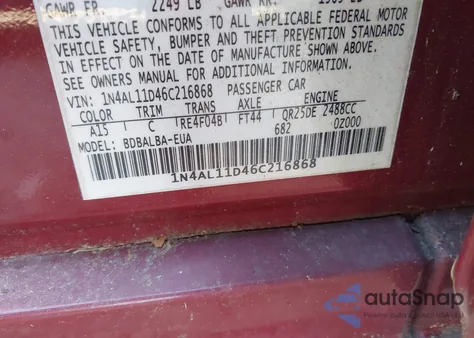 GAWR FR. 2249 LB GAWR RR.
THIS VEHICLE CONFORMS TO ALL APPLICABLE FEDERAL MOTOR
VEHICLE SAFETY, BUMPER AND THEFT PREVENTION STANDARDS
IN EFFECT ON THE DATE OF MANUFACTURE SHOWN ABOVE.
SEE OWNERS MANUAL FOR ADDITIONAL INFORMATION.
VIN: 1N4AL11D46C216868 PASSENGER CAR
COLOR TRIM TRANS AXLE ENGINE
A15 C RE4F04B FT44 QR25DE 2488CC
MODEL: BDBALBA-EUA 682 0Z000
1N4AL11D46C216868
autoSnap